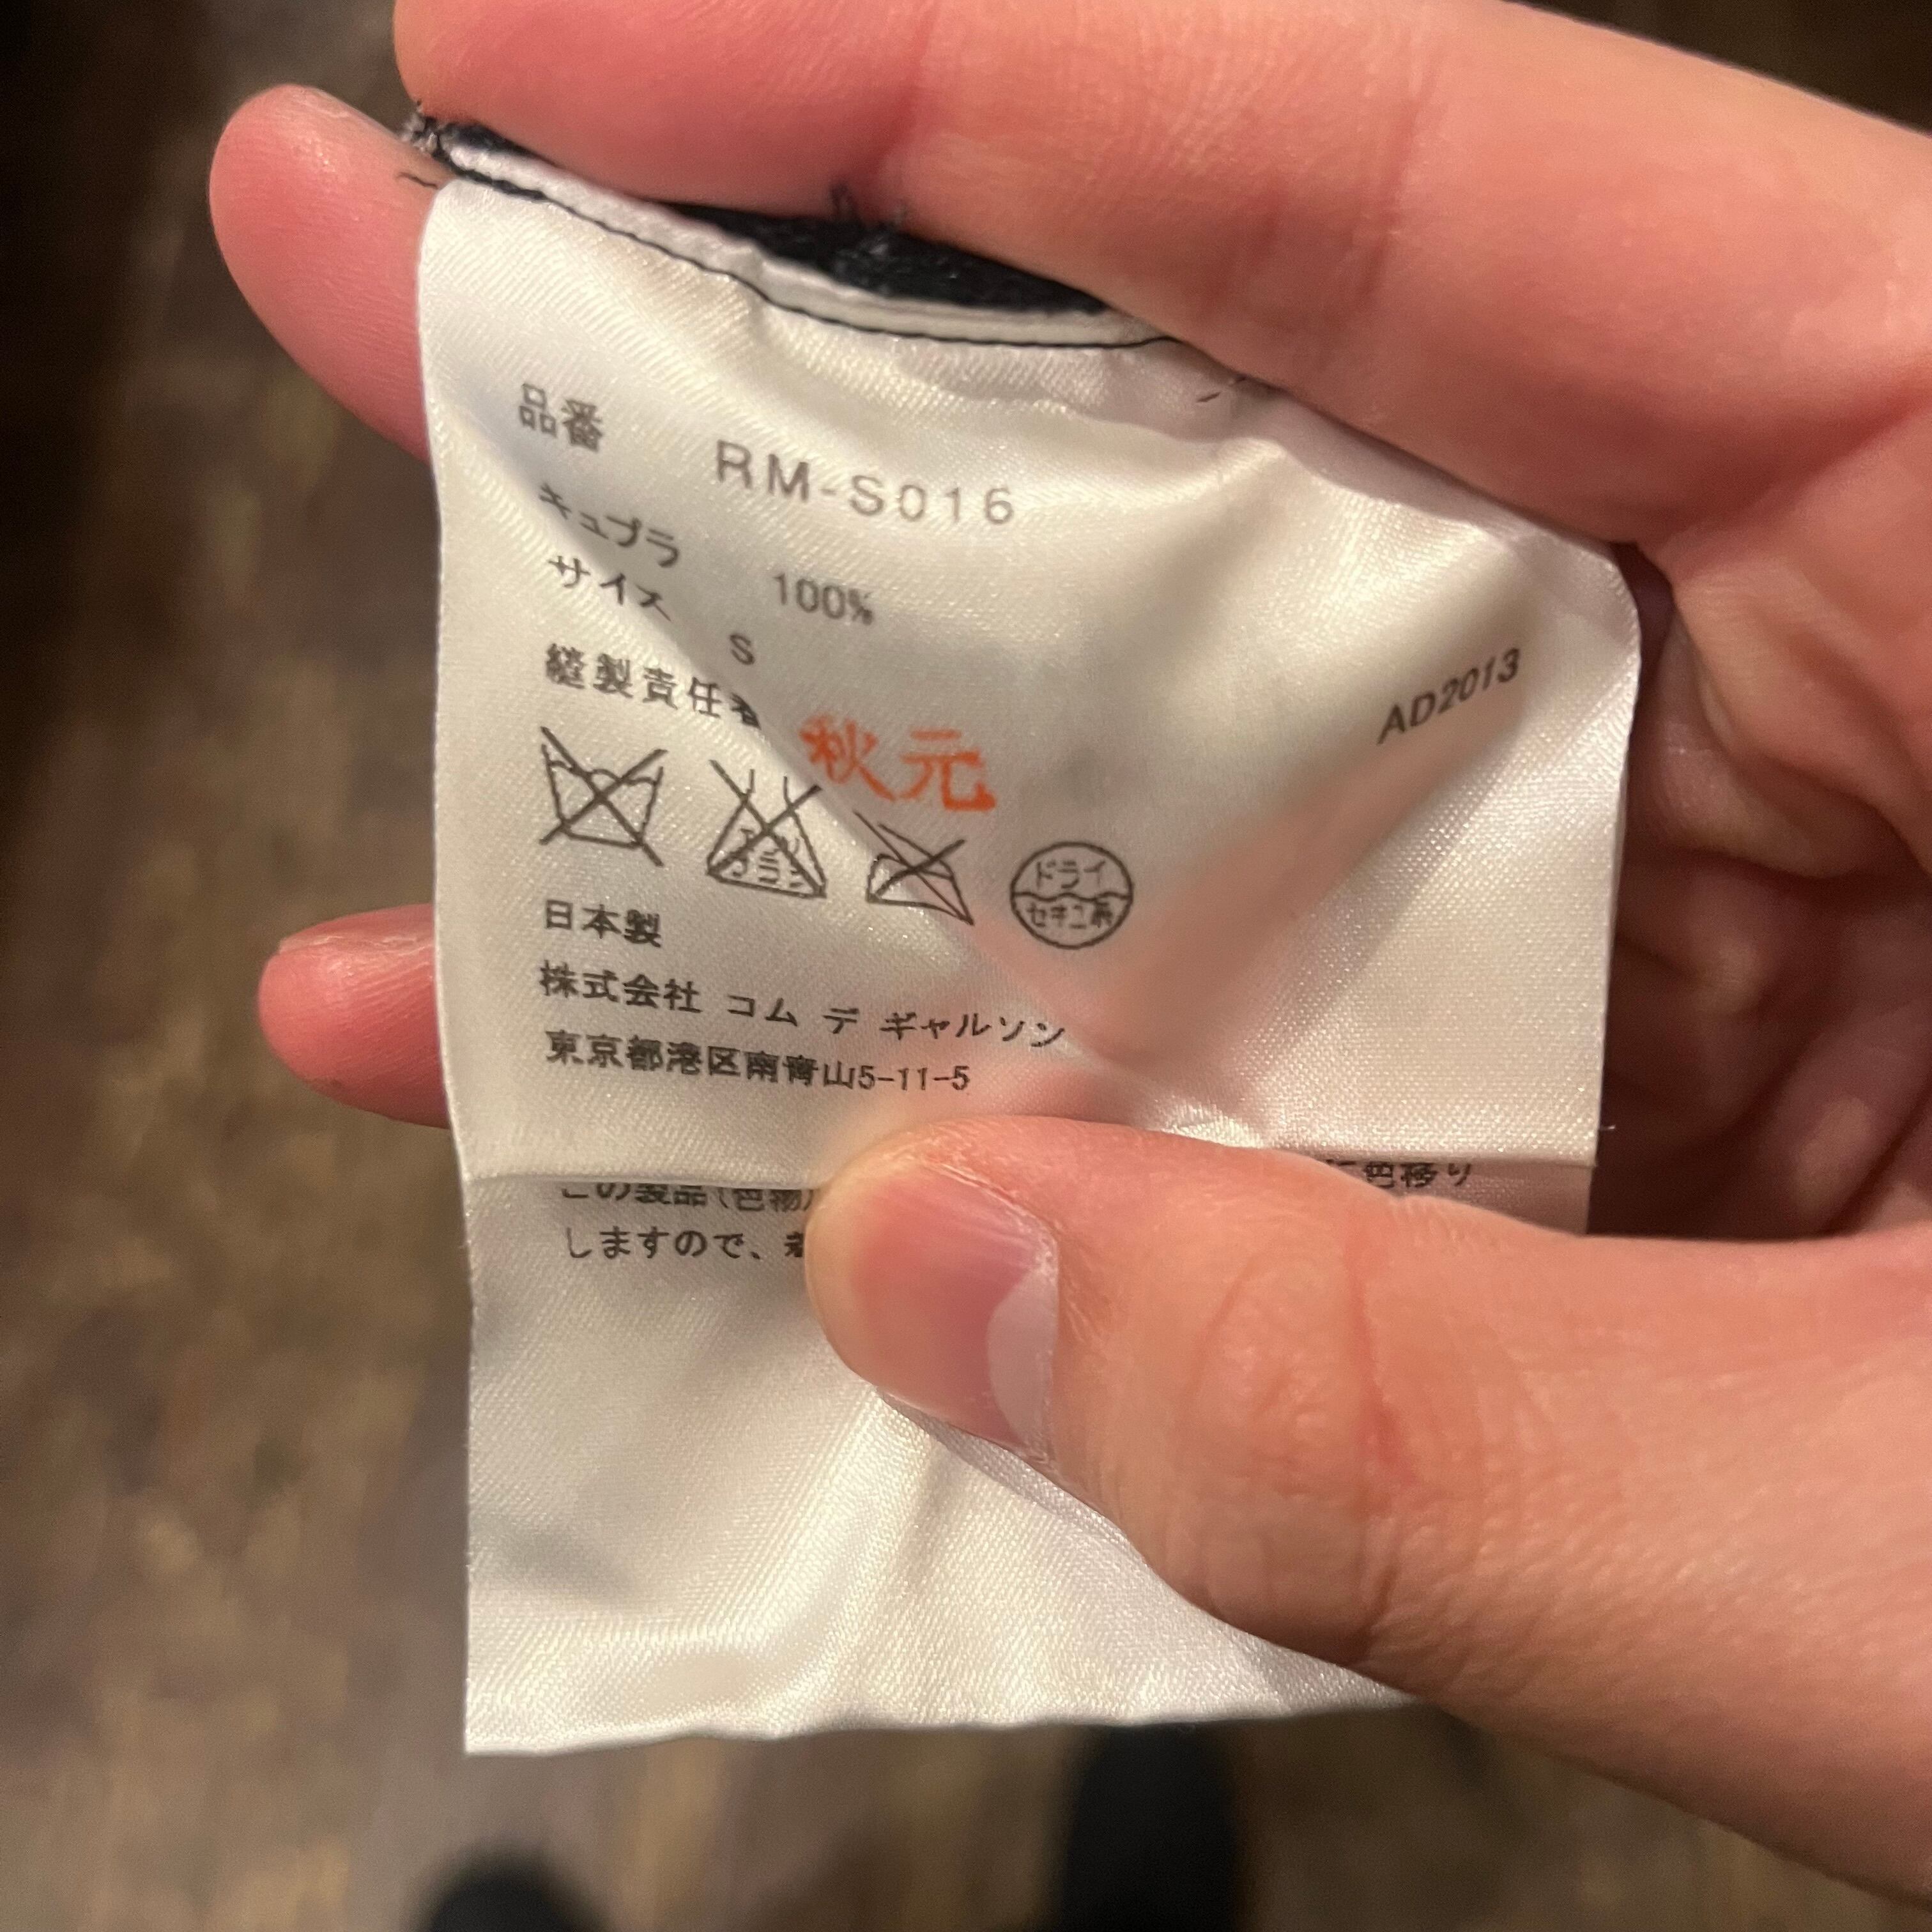 品番 RM-S016
キュプラ 100%
サイズ S
AD2013
縫製責任者 秋元
ドライ
セキユ系
日本製
株式会社 コム デ ギャルソン
東京都港区南青山5-11-5
この製品(色物 に色移り
しますので、